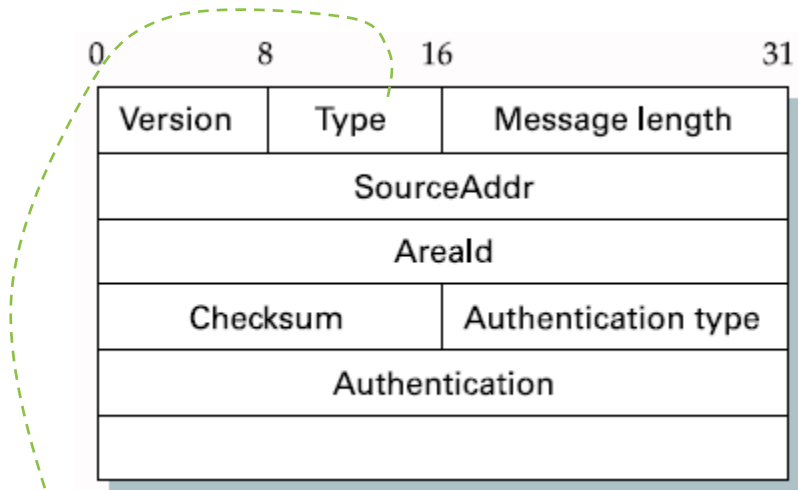 0 8 16 31
Version Type Message length
SourceAddr
AreaId
Checksum Authentication type
Authentication